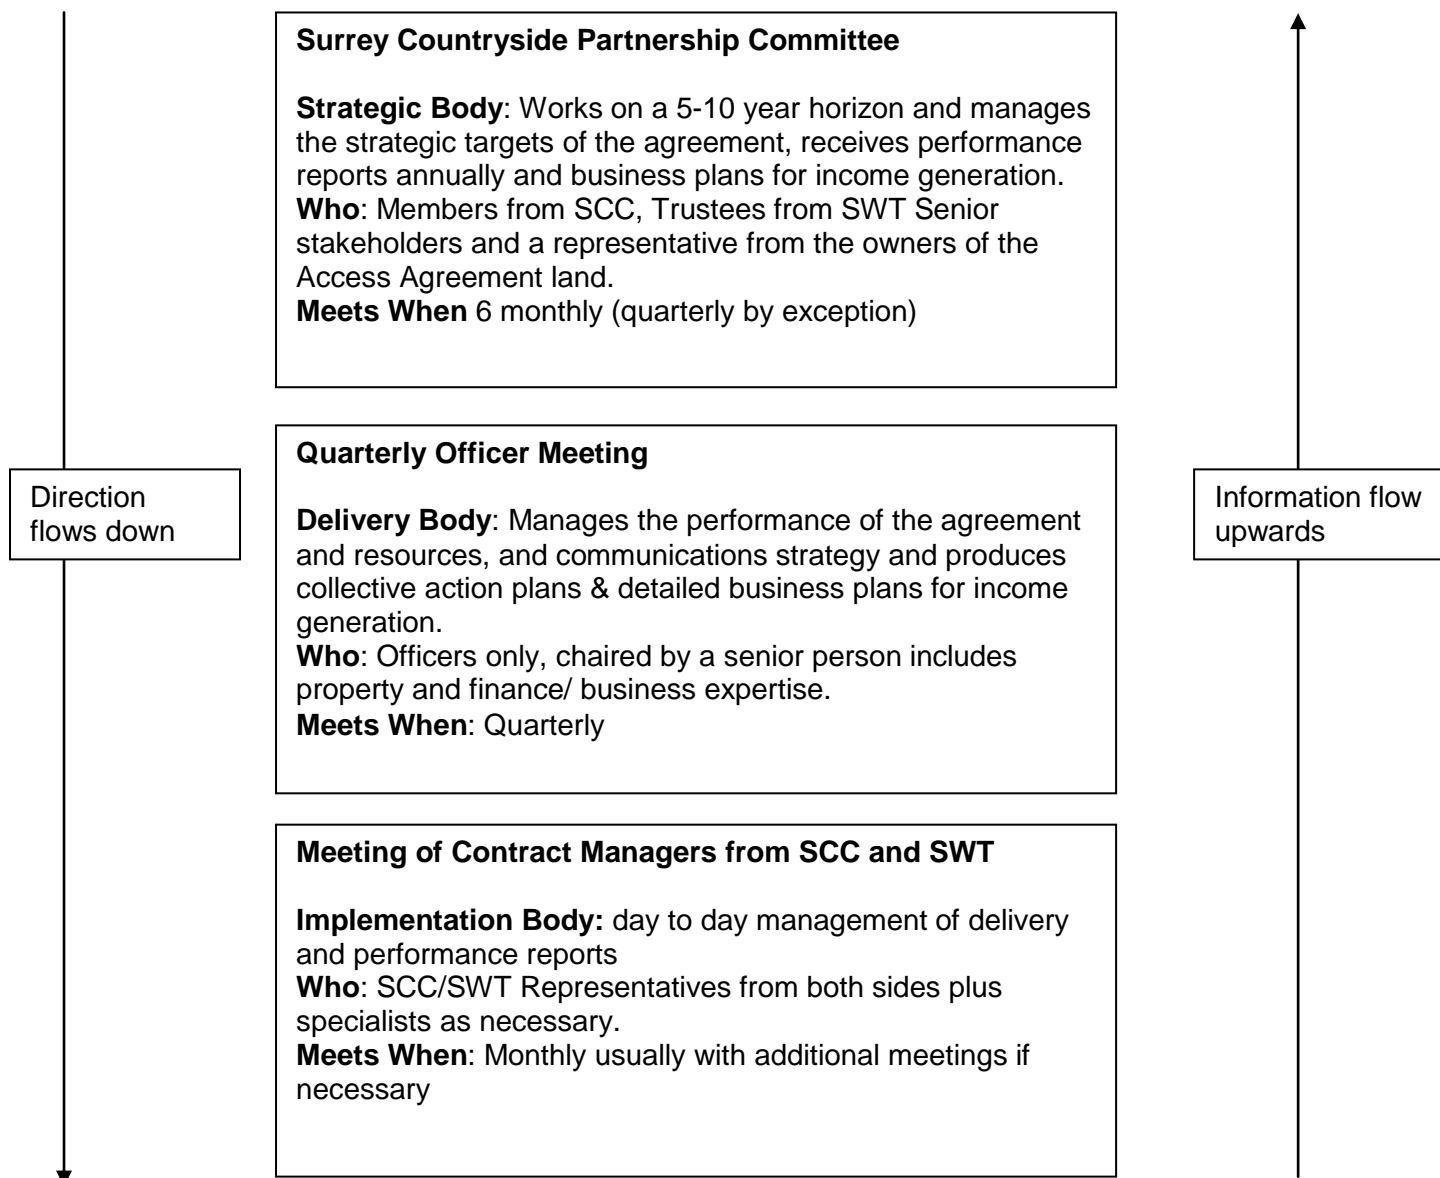 Surrey Countryside Partnership Committee
Strategic Body: Works on a 5-10 year horizon and manages
the strategic targets of the agreement, receives performance
reports annually and business plans for income generation.
Who: Members from SCC, Trustees from SWT Senior
stakeholders and a representative from the owners of the
Access Agreement land.
Meets When 6 monthly (quarterly by exception)
Direction
flows down
Quarterly Officer Meeting
Delivery Body: Manages the performance of the agreement
and resources, and communications strategy and produces
collective action plans & detailed business plans for income
generation.
Who: Officers only, chaired by a senior person includes
property and finance/ business expertise.
Meets When: Quarterly
Information flow
upwards
Meeting of Contract Managers from SCC and SWT
Implementation Body: day to day management of delivery
and performance reports
Who: SCC/SWT Representatives from both sides plus
specialists as necessary.
Meets When: Monthly usually with additional meetings if
necessary